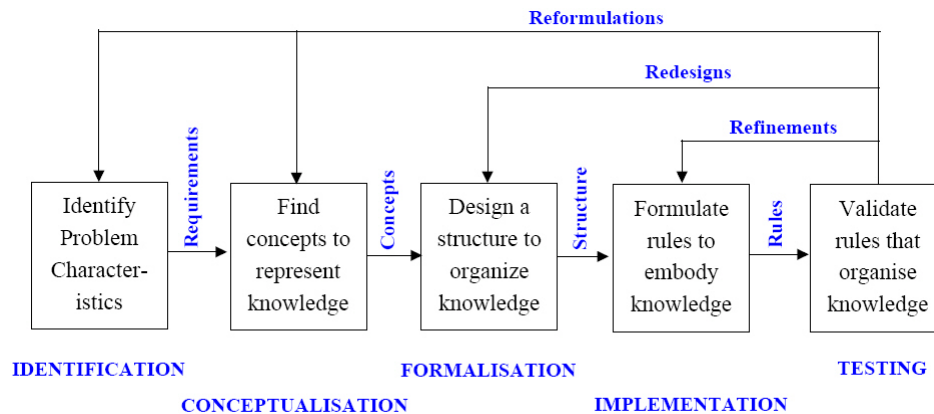 Reformulations
Redesigns
Refinements
Identify
Problem
Character-
istics
Requirements
Find
concepts to
represent
knowledge
Concepts
Design a
structure to
organize
knowledge
Structure
Formulate
rules to
embody
knowledge
Rules
Validate
rules that
organise
knowledge
IDENTIFICATION
FORMALISATION
TESTING
CONCEPTUALISATION
IMPLEMENTATION